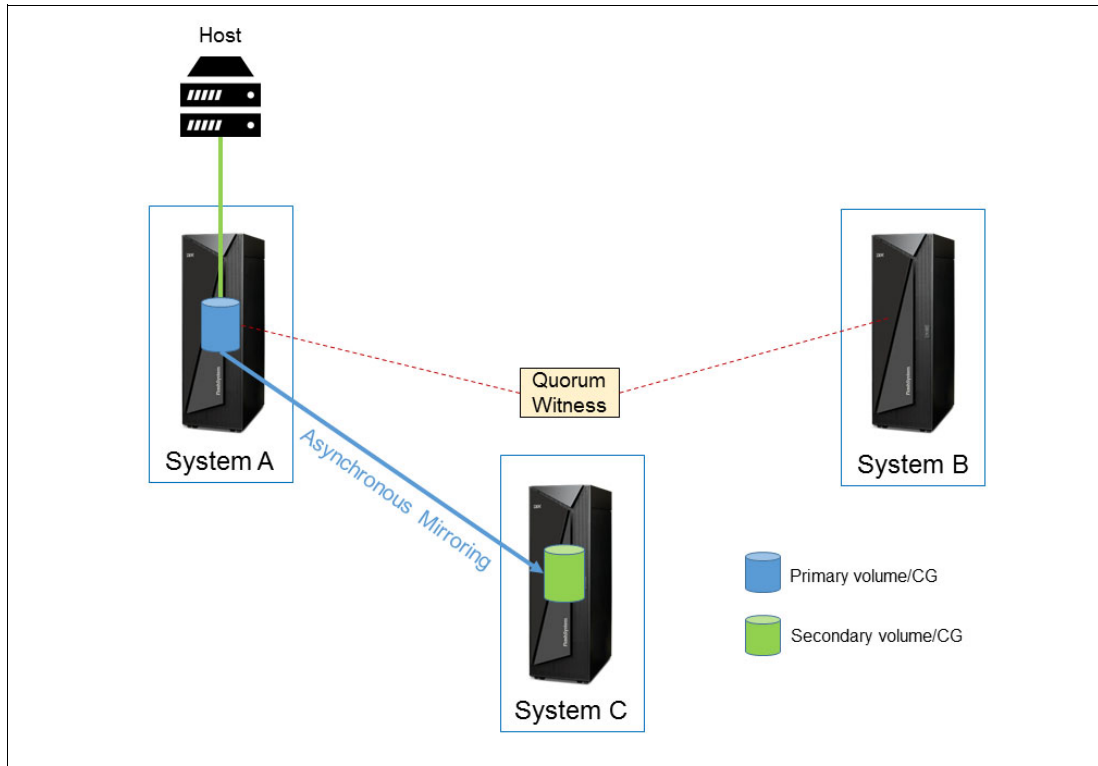 Host
System A
Quorum
Witness
System B
Asynchronous Mirroring
System C
Primary volume/CG
Secondary volume/CG